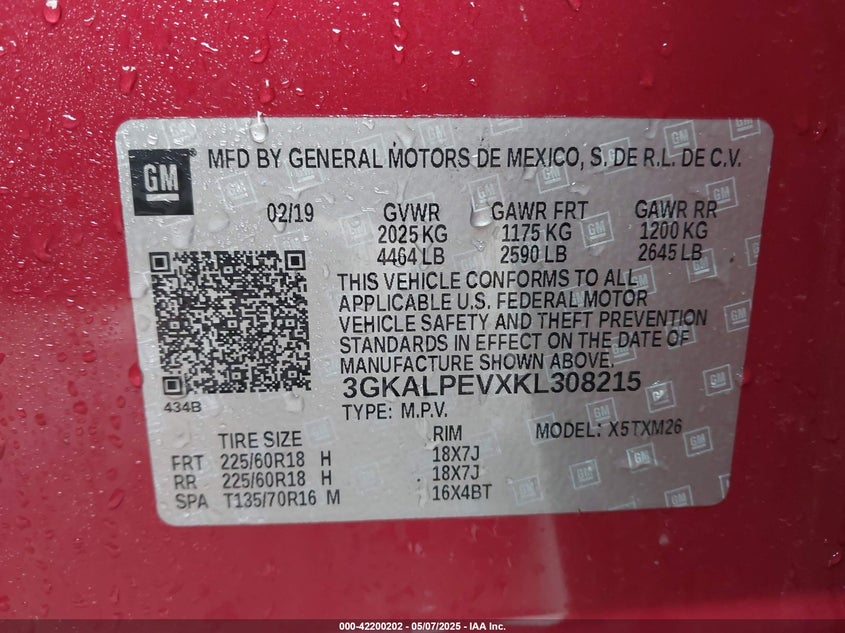 GM
MFD BY GENERAL MOTORS DE MEXICO, S. DE R.L. DE C.V.
02/19 GVWR GAWR FRT GAWR RR
2025 KG 1175 KG 1200 KG
4464 LB 2590 LB 2645 LB
THIS VEHICLE CONFORMS TO ALL
APPLICABLE U.S. FEDERAL MOTOR
VEHICLE SAFETY AND THEFT PREVENTION
STANDARDS IN EFFECT ON THE DATE OF
MANUFACTURE SHOWN ABOVE.
3GKALPEVXKL308215
434B
TYPE: M.P.V. MODEL: X5TXM26
TIRE SIZE RIM
FRT 225/60R18 H 18X7J
RR 225/60R18 H 18X7J
SPA T135/70R16 M 16X4BT
000-42200202 - 05/07/2025 - IAA Inc.